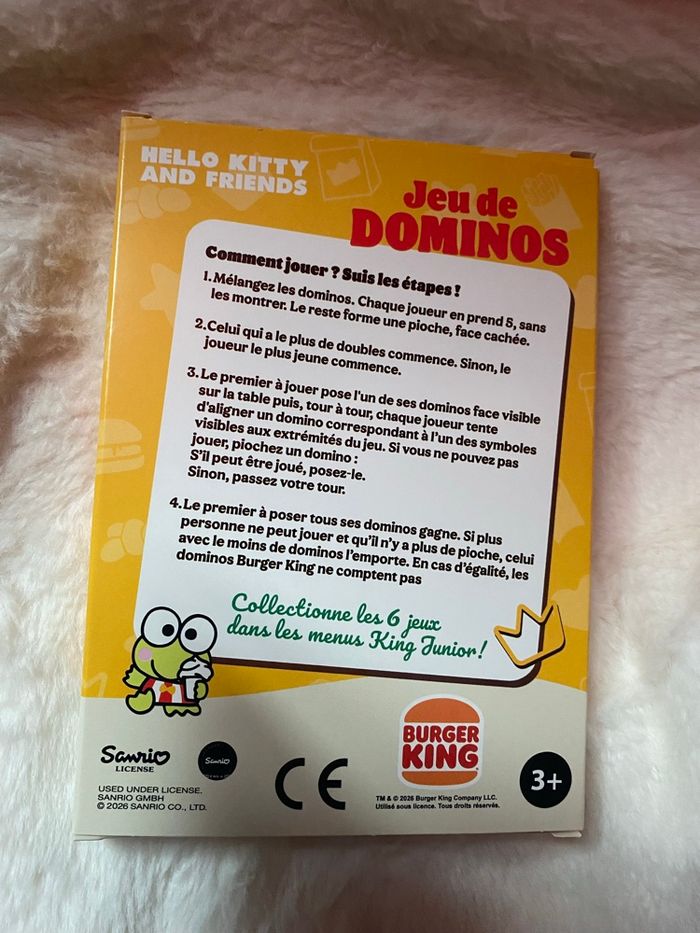 HELLO KITTY
AND FRIENDS
Jeu de
DOMINOS
Comment jouer ? Suis les étapes !
1. Mélangez les dominos. Chaque joueur en prend 5, sans
les montrer. Le reste forme une pioche, face cachée.
2. Celui qui a le plus de doubles commence. Sinon, le
joueur le plus jeune commence.
3. Le premier à jouer pose l'un de ses dominos face visible
sur la table puis, tour à tour, chaque joueur tente
d'aligner un domino correspondant à l'un des symboles
visibles aux extrémités du jeu. Si vous ne pouvez pas
jouer, piochez un domino :
S'il peut être joué, posez-le.
Sinon, passez votre tour.
4. Le premier à poser tous ses dominos gagne. Si plus
personne ne peut jouer et qu'il n'y a plus de pioche, celui
avec le moins de dominos l'emporte. En cas d'égalité, les
dominos Burger King ne comptent pas
Collectionne les 6 jeux
dans les menus King Junior !
Sanrio
LICENSE
Sanrio
USED UNDER LICENSE.
SANRIO GMBH
© 2026 SANRIO CO., LTD.
CE
BURGER
KING
TM & © 2026 Burger King Company LLC.
Utilisé sous licence. Tous droits réservés.
3+